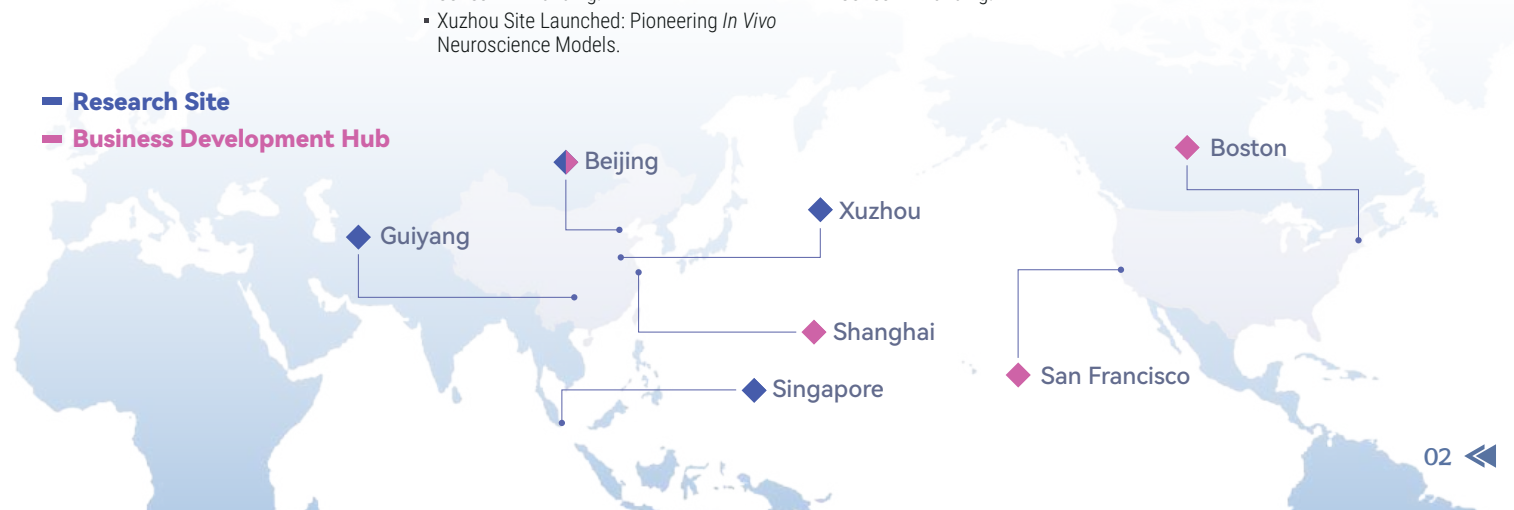 ▪ Xuzhou Site Launched: Pioneering In Vivo
Neuroscience Models.
Research Site
Business Development Hub
Beijing
Boston
Xuzhou
Guiyang
Shanghai
San Francisco
Singapore
02